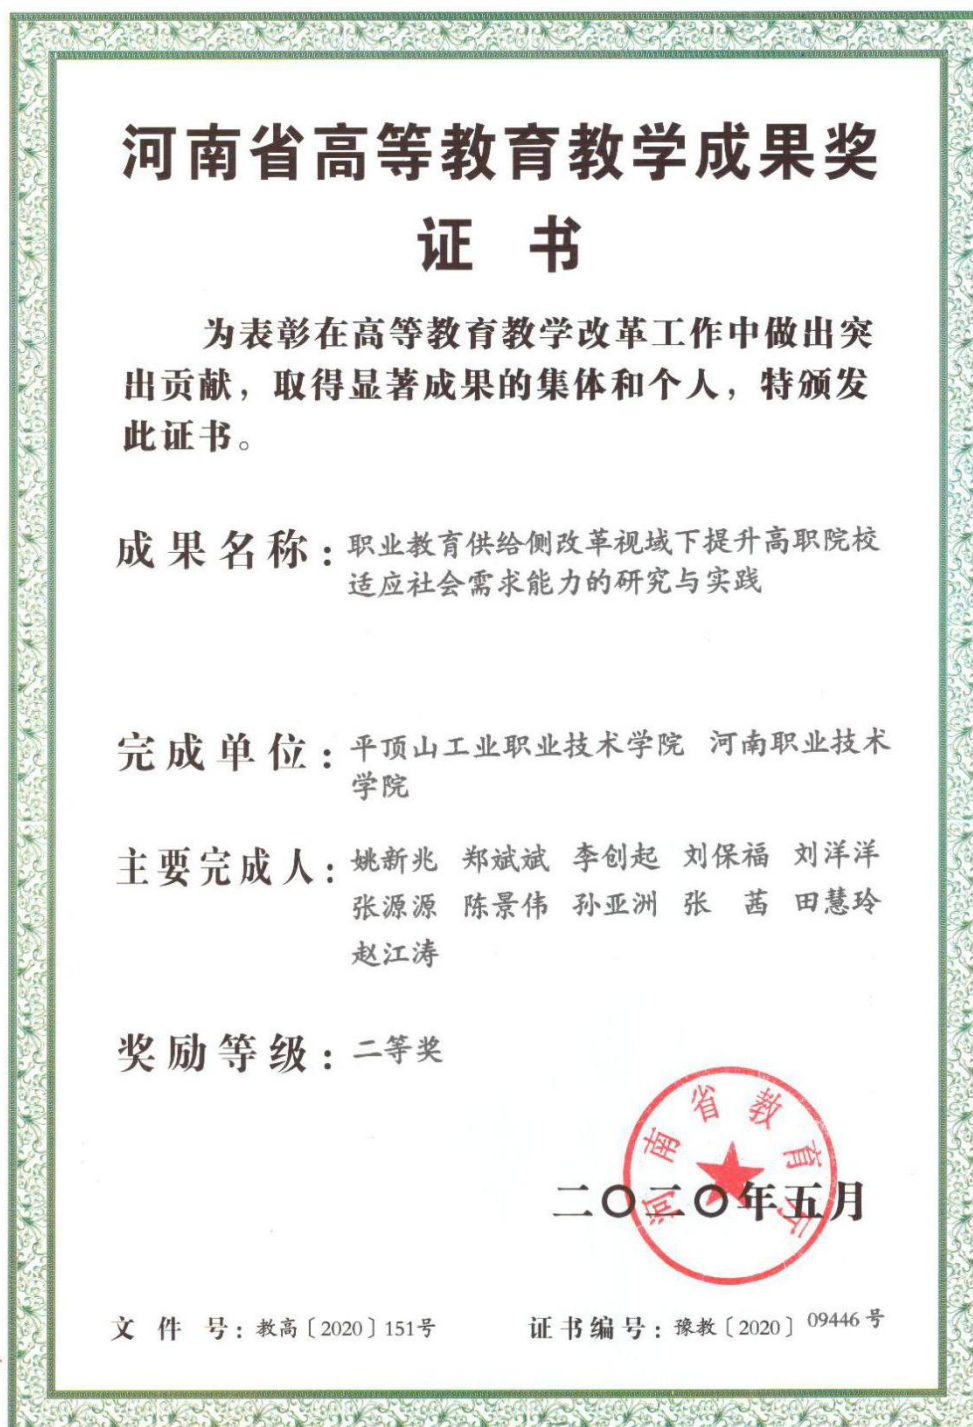 河南省高等教育教学成果奖
证 书
为表彰在高等教育教学改革工作中做出突
出贡献，取得显著成果的集体和个人，特颁发
此证书。
成果名称：职业教育供给侧改革视域下提升高职院校
适应社会需求能力的研究与实践
完成单位：平顶山工业职业技术学院 河南职业技术
学院
主要完成人：姚新兆 郑斌斌 李创起 刘保福 刘洋洋
张源源 陈景伟 孙亚洲 张 茜 田慧玲
赵江涛
奖励等级：二等奖
河南省教育厅
二〇二〇年五月
文 件 号：教高〔2020〕151号 证书编号：豫教〔2020〕09446号